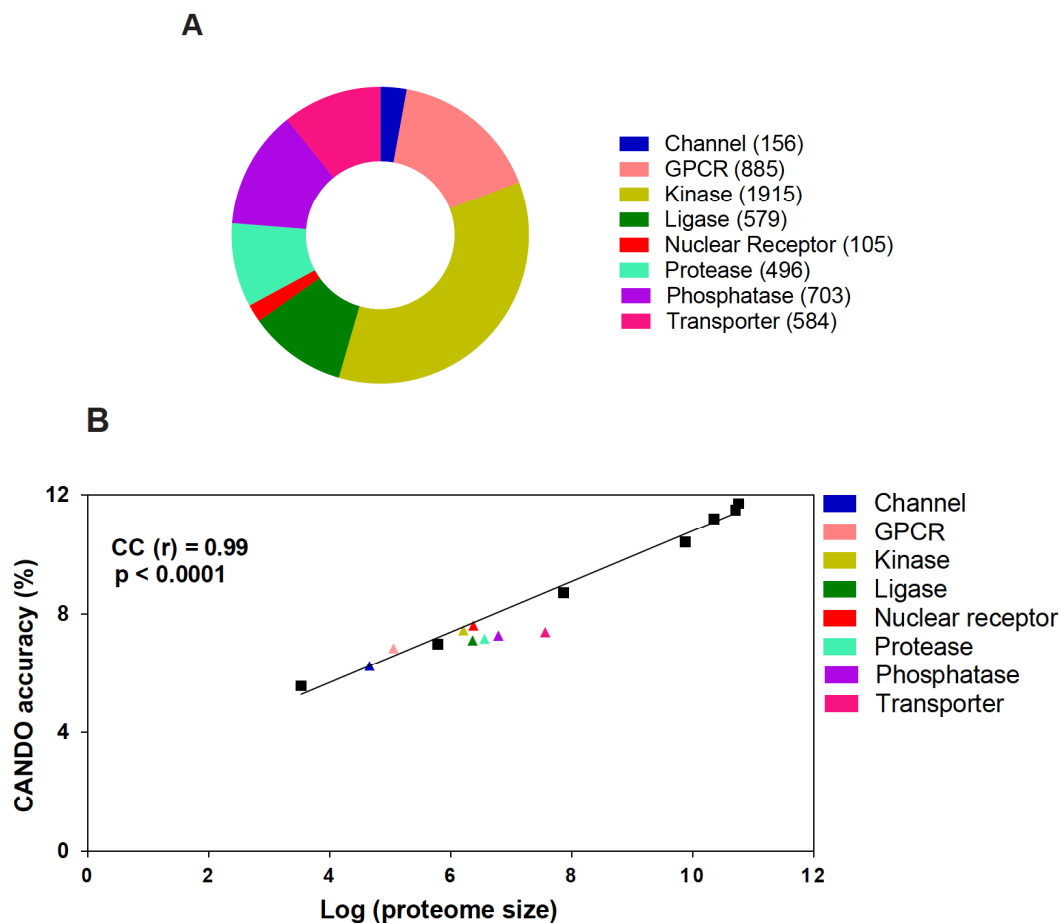 A
Channel (156)
GPCR (885)
Kinase (1915)
Ligase (579)
Nuclear Receptor (105)
Protease (496)
Phosphatase (703)
Transporter (584)
B
CANDO accuracy (%)
12
8
4
0
CC (r) = 0.99
p < 0.0001
0 2 4 6 8 10 12
Log (proteome size)
Channel
GPCR
Kinase
Ligase
Nuclear receptor
Protease
Phosphatase
Transporter